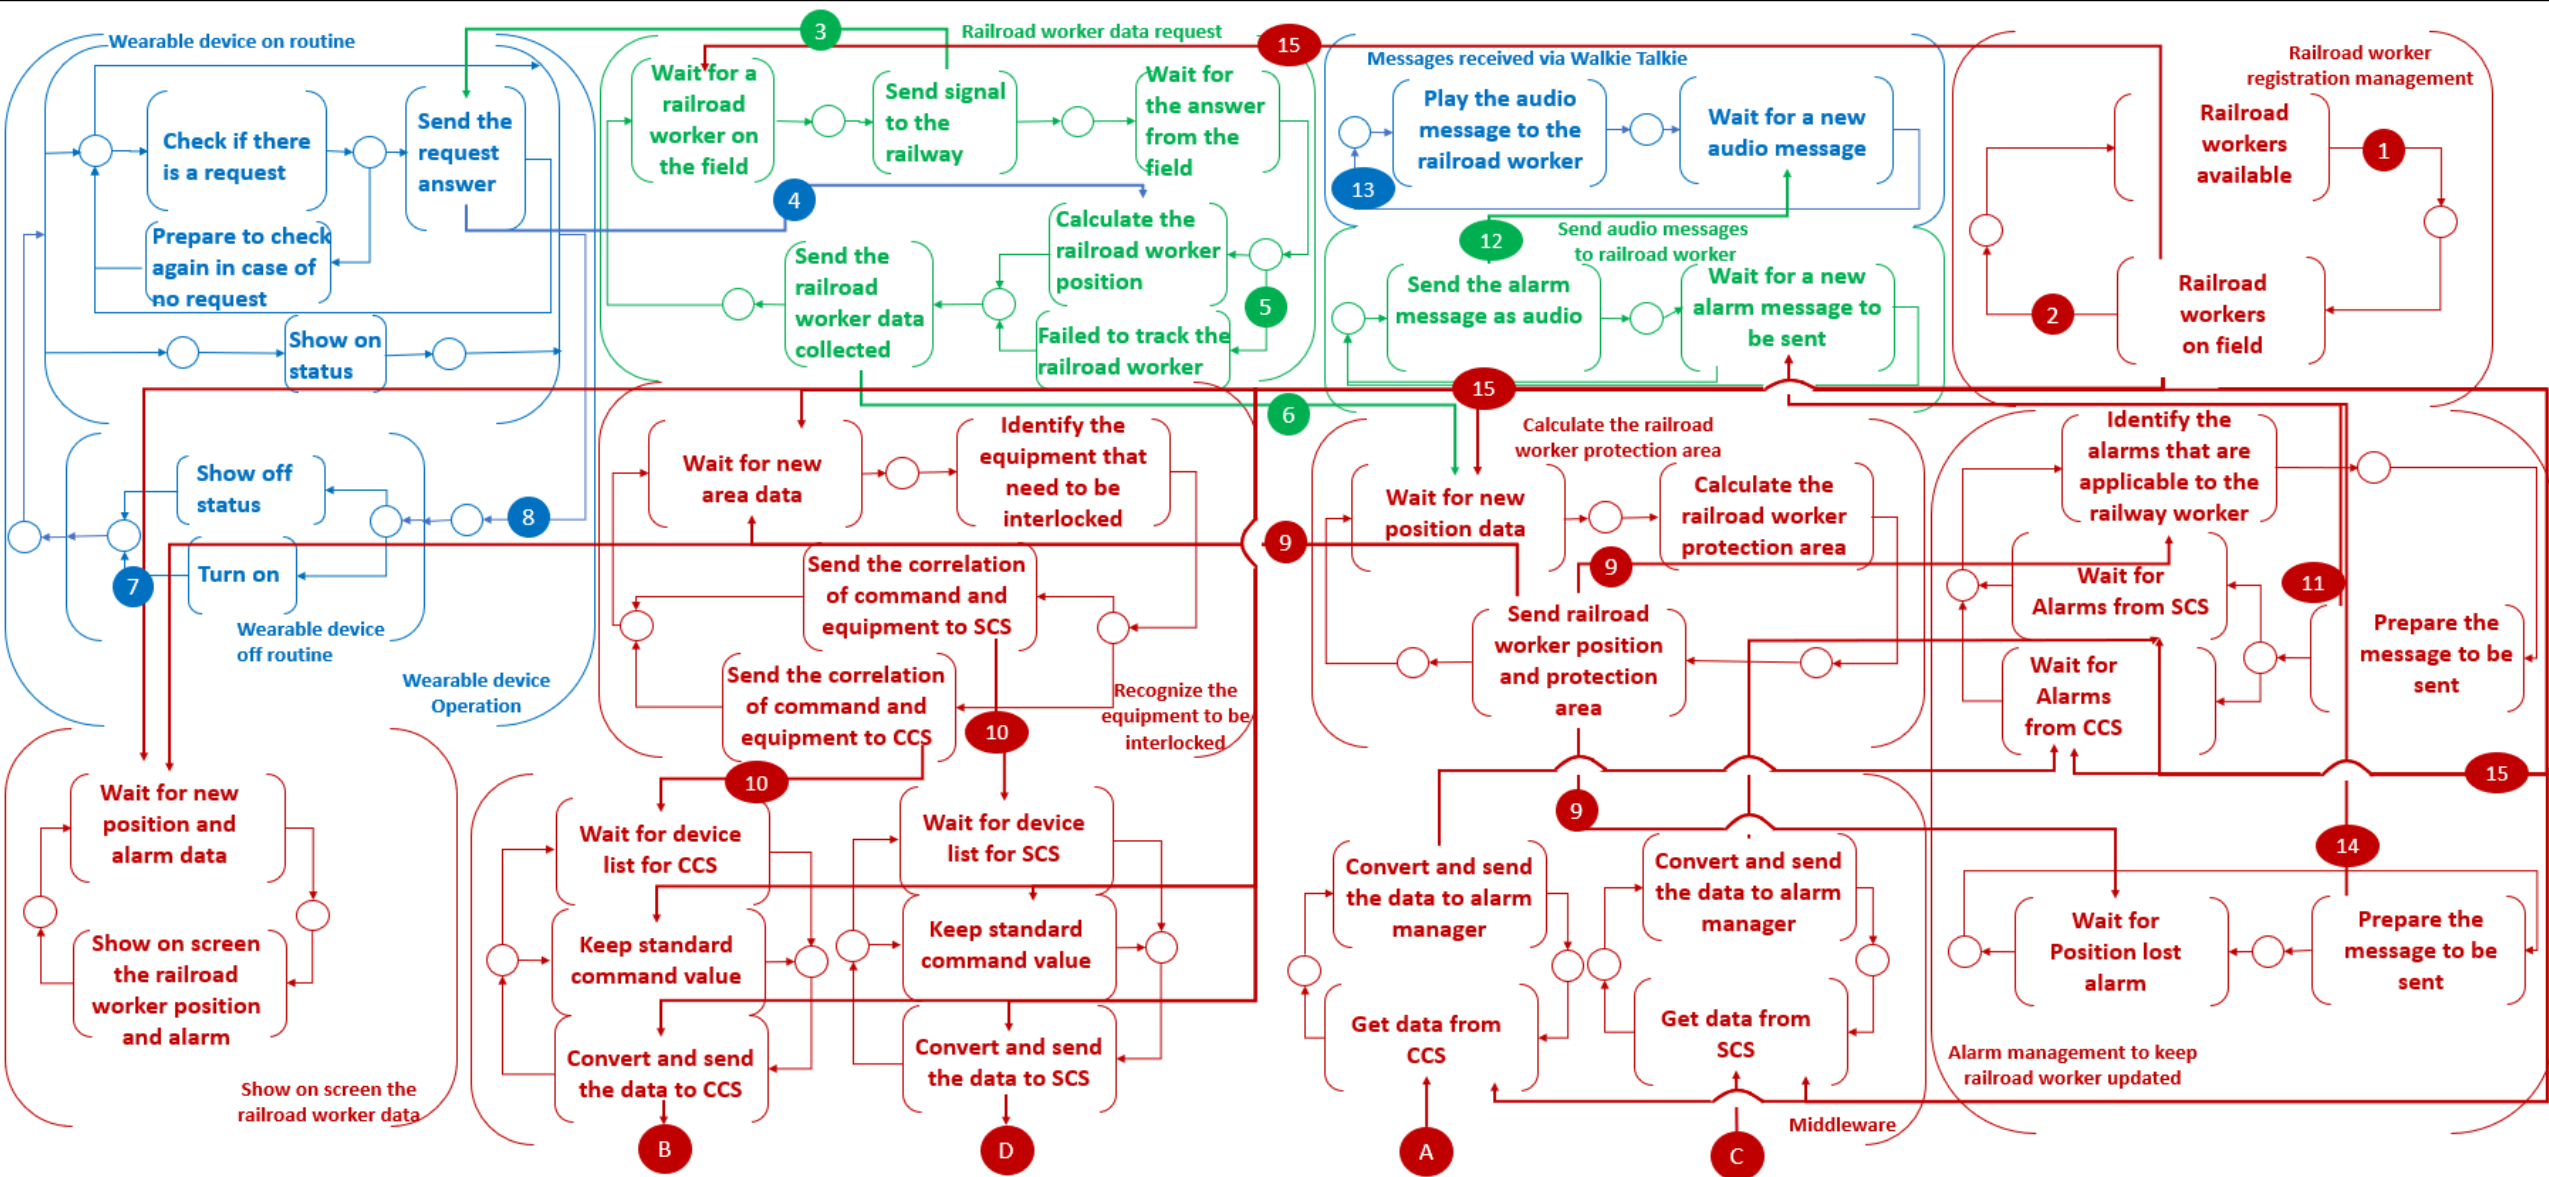 Wearable device on routine
Check if there
is a request
Send the
request
answer
Prepare to check
again in case of
no request
Show on
status
Show off
status
Turn on
7
8
Wearable device
off routine
Wearable device
Operation
3
Railroad worker data request
15
Wait for a
railroad
worker on
the field
Send signal
to the
railway
Wait for
the answer
from the
field
4
Calculate the
railroad worker
position
Send the
railroad
worker data
collected
5
Failed to track the
railroad worker
6
Messages received via Walkie Talkie
Play the audio
message to the
railroad worker
Wait for a new
audio message
13
12
Send audio messages
to railroad worker
Send the alarm
message as audio
Wait for a new
alarm message to
be sent
15
Railroad worker
registration management
Railroad
workers
available
1
2
Railroad
workers
on field
Wait for new
area data
Identify the
equipment that
need to be
interlocked
Send the correlation
of command and
equipment to SCS
Send the correlation
of command and
equipment to CCS
Recognize the
equipment to be
interlocked
10
10
9
Calculate the railroad
worker protection area
Wait for new
position data
Calculate the
railroad worker
protection area
9
Send railroad
worker position
and protection
area
9
Identify the
alarms that are
applicable to the
railway worker
Wait for
Alarms from SCS
11
Wait for
Alarms
from CCS
Prepare the
message to be
sent
15
14
Wait for
Position lost
alarm
Prepare the
message to be
sent
Alarm management to keep
railroad worker updated
Wait for new
position and
alarm data
Show on screen
the railroad
worker position
and alarm
Show on screen the
railroad worker data
Wait for device
list for CCS
Keep standard
command value
Convert and send
the data to CCS
B
Wait for device
list for SCS
Keep standard
command value
Convert and send
the data to SCS
D
Convert and send
the data to alarm
manager
Get data from
CCS
A
Convert and send
the data to alarm
manager
Get data from
SCS
C
Middleware